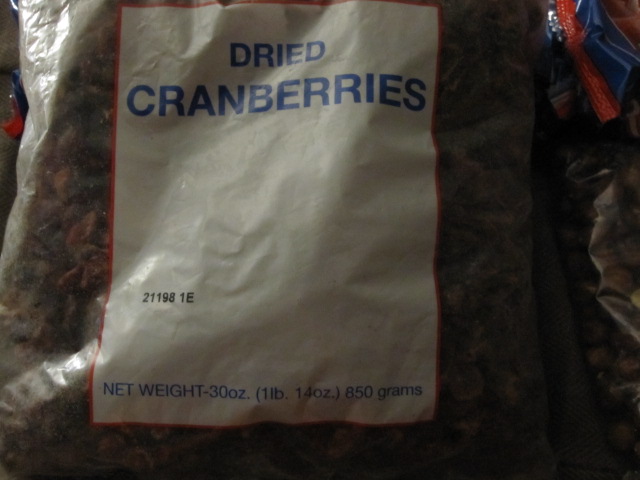 DRIED
CRANBERRIES
21198 1E
NET WEIGHT-30oz. (1lb. 14oz.) 850 grams